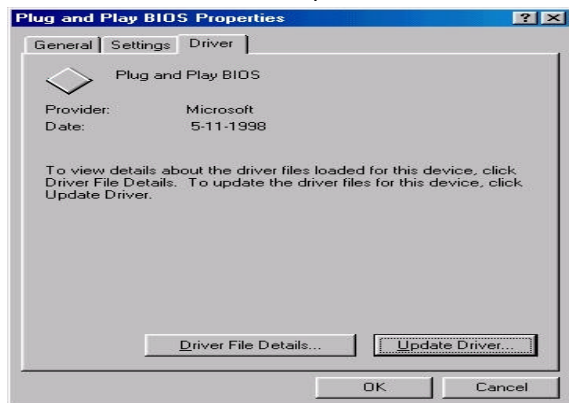 Plug and Play BIOS Properties
General Settings Driver
Plug and Play BIOS
Provider: Microsoft
Date: 5-11-1998
To view details about the driver files loaded for this device, click
Driver File Details. To update the driver files for this device, click
Update Driver.
Driver File Details... Update Driver...
OK Cancel